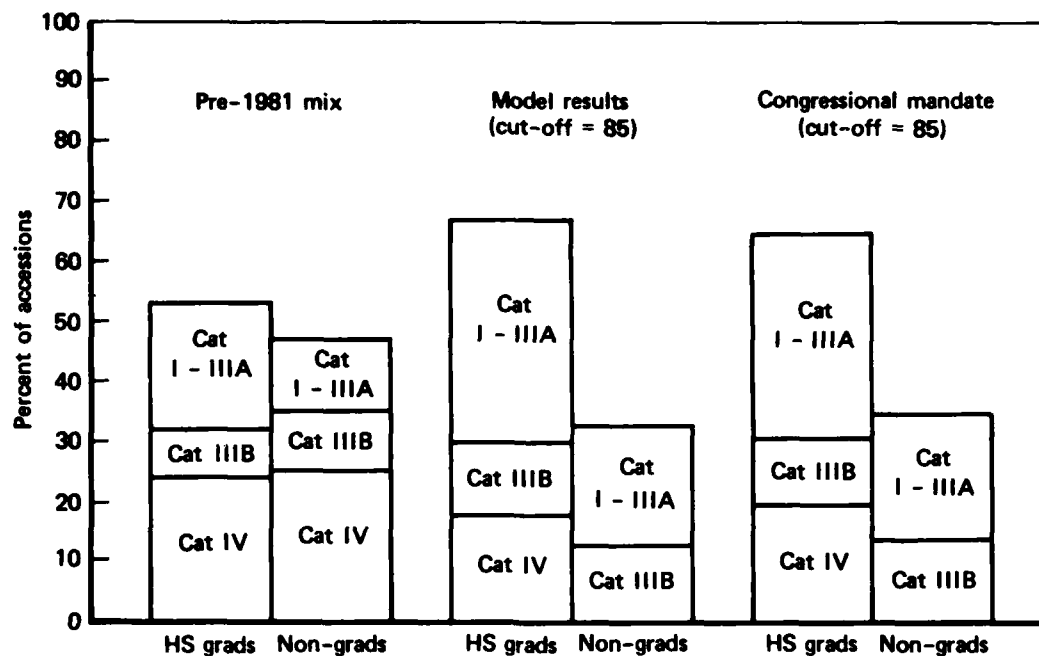 100
90
80
70
60
50
40
30
20
10
0
Percent of accessions
Pre-1981 mix
Model results
(cut-off = 85)
Congressional mandate
(cut-off = 85)
Cat
I - IIIA
Cat IIIB
Cat IV
Cat
I - IIIA
Cat IIIB
Cat IV
Cat
I - IIIA
Cat IIIB
Cat IV
Cat
I - IIIA
Cat IIIB
Cat
I - IIIA
Cat IIIB
Cat IV
Cat
I - IIIA
Cat IIIB
HS grads
Non-grads
HS grads
Non-grads
HS grads
Non-grads